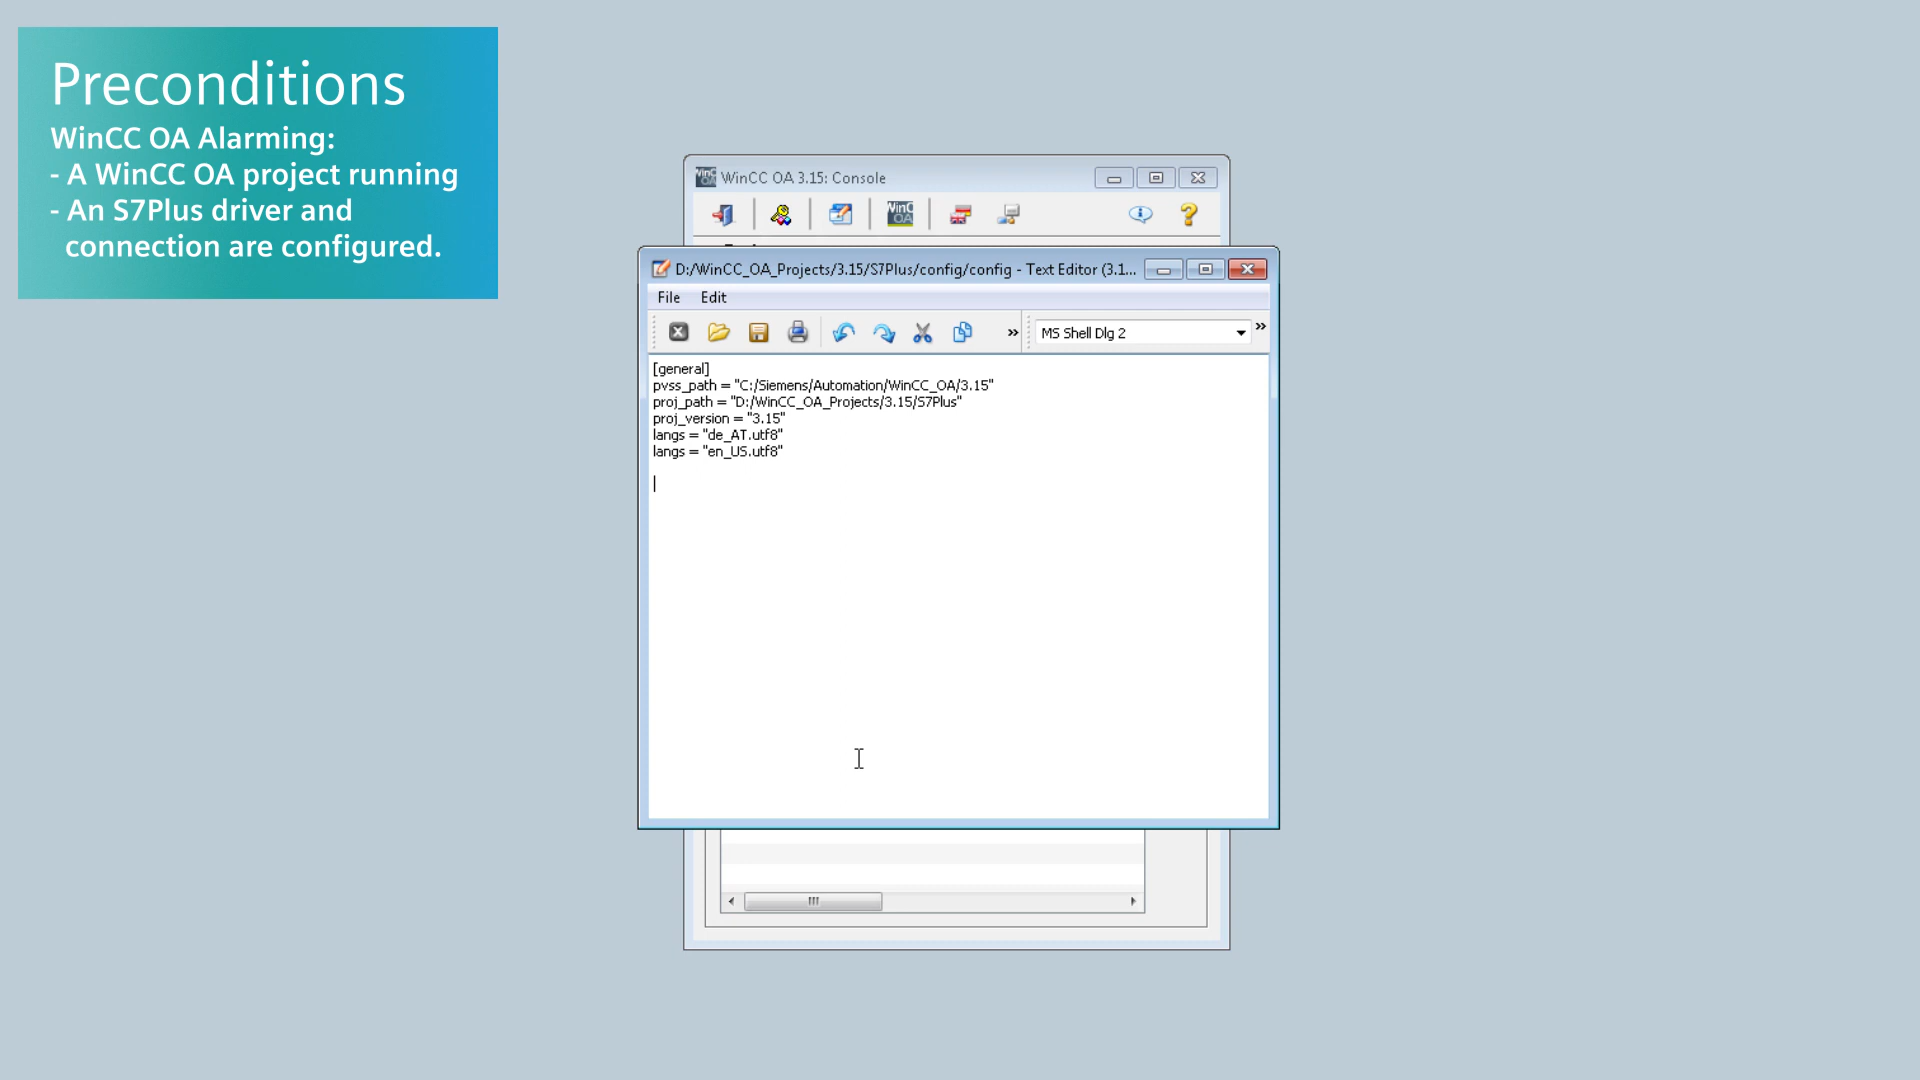 Preconditions
WinCC OA Alarming:
- A WinCC OA project running
- An S7Plus driver and
connection are configured.
WinCC OA 3.15: Console
WinC OA
D:/WinCC_OA_Projects/3.15/S7Plus/config/config - Text Editor (3.1...
File Edit
MS Shell Dlg 2
[general]
pvss_path = "C:/Siemens/Automation/WinCC_OA/3.15"
proj_path = "D:/WinCC_OA_Projects/3.15/S7Plus"
proj_version = "3.15"
langs = "de_AT.utf8"
langs = "en_US.utf8"